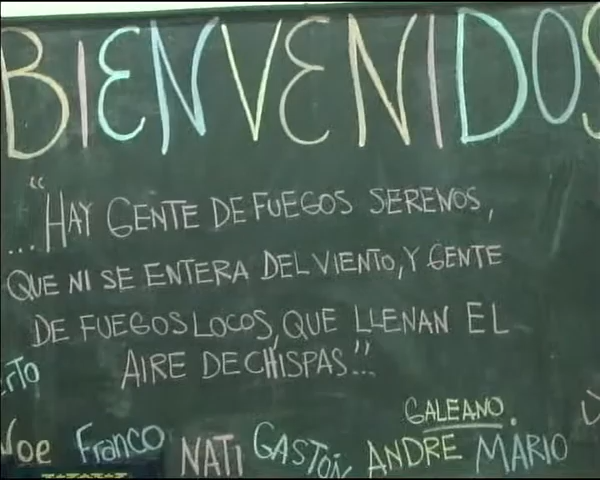 BIENVENIDOS
"
...HAY GENTE DE FUEGOS SERENOS,
QUE NI SE ENTERA DEL VIENTO, Y GENTE
DE FUEGOS LOCOS, QUE LLENAN EL
AIRE DE CHISPAS"...
GALEANO.
Franco NATI GASTÓN ANDRE MARIO